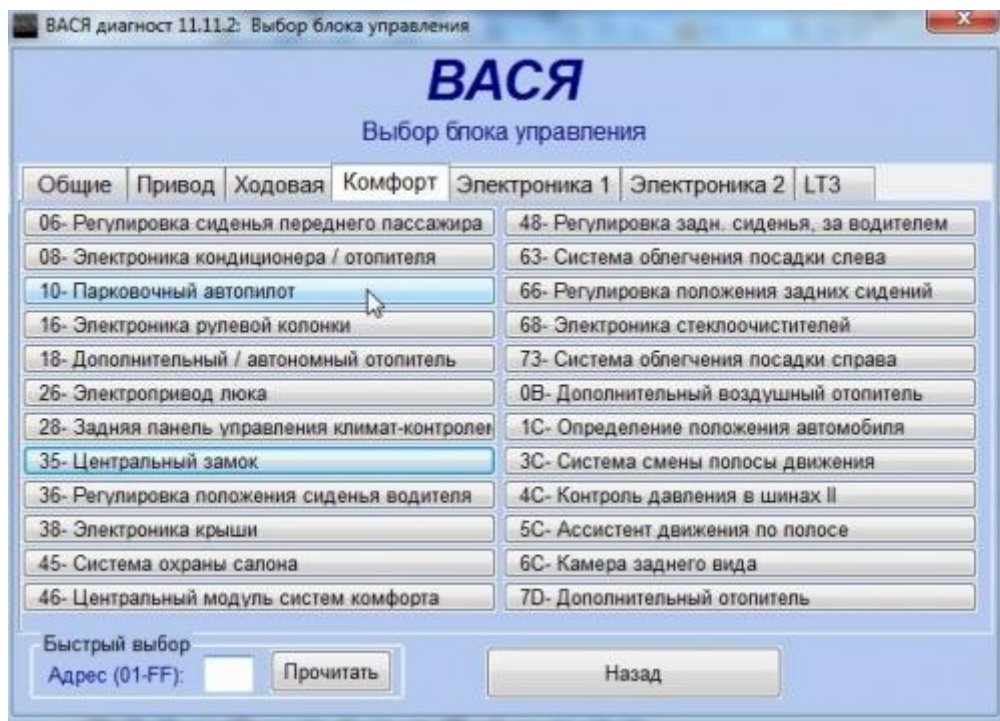 ВАСЯ диагност 11.11.2: Выбор блока управления
ВАСЯ
Выбор блока управления
Общие Привод Ходовая Комфорт Электроника 1 Электроника 2 LT3
06- Регулировка сиденья переднего пассажира
08- Электроника кондиционера / отопителя
10- Парковочный автопилот
16- Электроника рулевой колонки
18- Дополнительный / автономный отопитель
26- Электропривод люка
28- Задняя панель управления климат-контролем
35- Центральный замок
36- Регулировка положения сиденья водителя
38- Электроника крыши
45- Система охраны салона
46- Центральный модуль систем комфорта
48- Регулировка задн. сиденья, за водителем
63- Система облегчения посадки слева
66- Регулировка положения задних сидений
68- Электроника стеклоочистителей
73- Система облегчения посадки справа
0B- Дополнительный воздушный отопитель
1C- Определение положения автомобиля
3C- Система смены полосы движения
4C- Контроль давления в шинах II
5C- Ассистент движения по полосе
6C- Камера заднего вида
7D- Дополнительный отопитель
Быстрый выбор
Адрес (01-FF): Прочитать
Назад